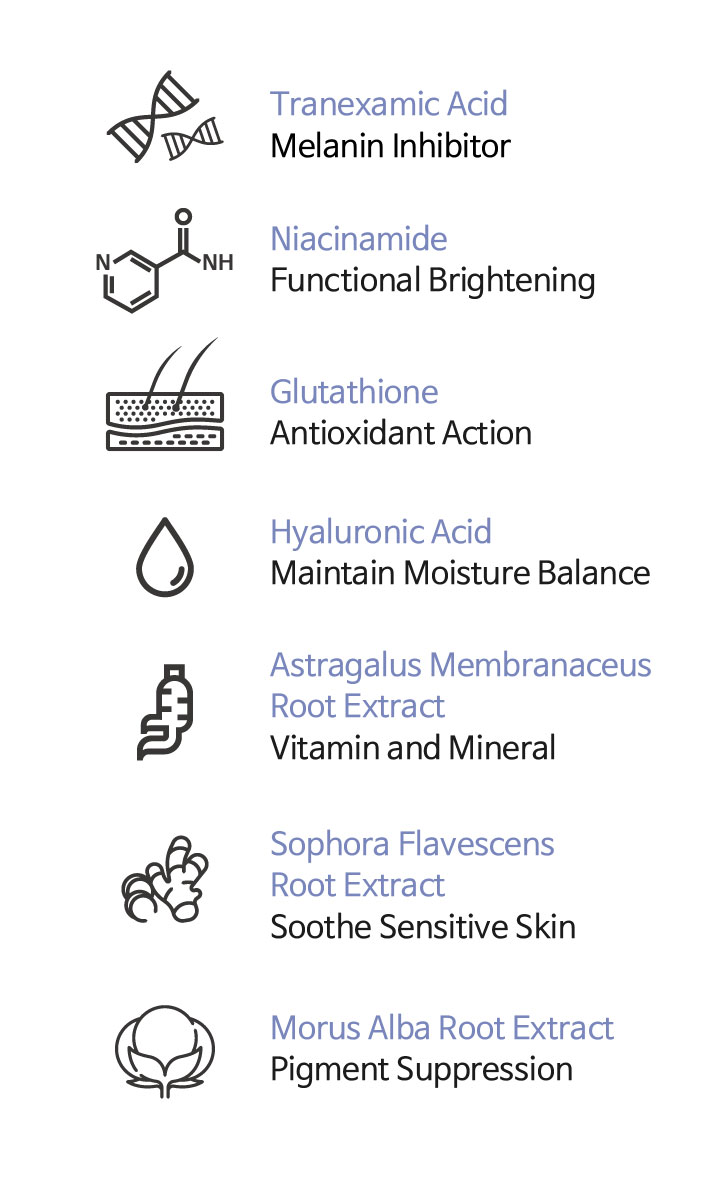 Tranexamic Acid
Melanin Inhibitor
O
N
NH
Niacinamide
Functional Brightening
Glutathione
Antioxidant Action
Hyaluronic Acid
Maintain Moisture Balance
Astragalus Membranaceus
Root Extract
Vitamin and Mineral
Sophora Flavescens
Root Extract
Soothe Sensitive Skin
Morus Alba Root Extract
Pigment Suppression